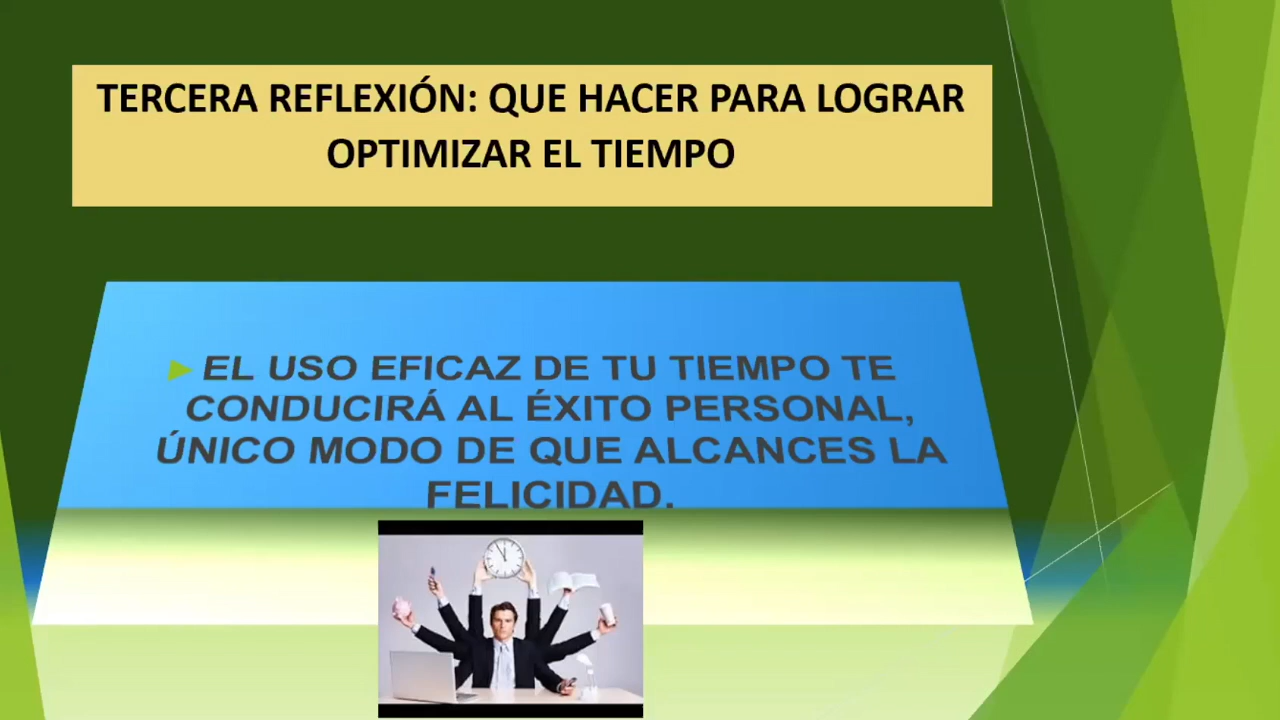 TERCERA REFLEXIÓN: QUE HACER PARA LOGRAR
OPTIMIZAR EL TIEMPO
EL USO EFICAZ DE TU TIEMPO TE
CONDUCIRÁ AL ÉXITO PERSONAL,
ÚNICO MODO DE QUE ALCANCES LA
FELICIDAD.